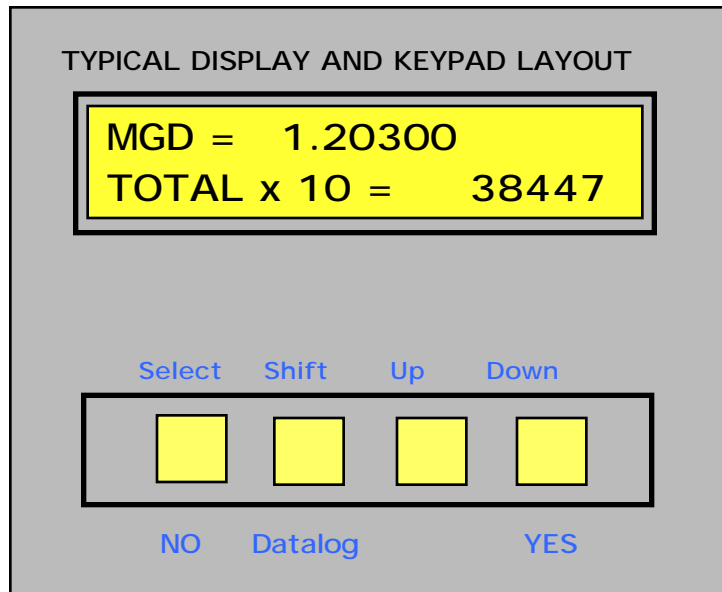 TYPICAL DISPLAY AND KEYPAD LAYOUT
MGD = 1.20300
TOTAL x 10 = 38447
Select Shift Up Down
NO Datalog YES